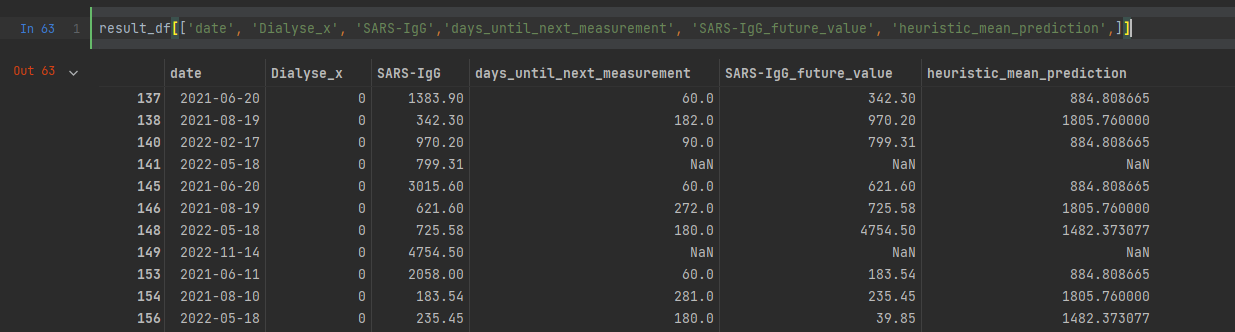 In 63 1 result_df[['date', 'Dialyse_x', 'SARS-IgG','days_until_next_measurement', 'SARS-IgG_future_value', 'heuristic_mean_prediction',]]
Out 63 date Dialyse_x SARS-IgG days_until_next_measurement SARS-IgG_future_value heuristic_mean_prediction
137 2021-06-20 0 1383.90 60.0 342.30 884.808665
138 2021-08-19 0 342.30 182.0 970.20 1805.760000
140 2022-02-17 0 970.20 90.0 799.31 884.808665
141 2022-05-18 0 799.31 NaN NaN NaN
145 2021-06-20 0 3015.60 60.0 621.60 884.808665
146 2021-08-19 0 621.60 272.0 725.58 1805.760000
148 2022-05-18 0 725.58 180.0 4754.50 1482.373077
149 2022-11-14 0 4754.50 NaN NaN NaN
153 2021-06-11 0 2058.00 60.0 183.54 884.808665
154 2021-08-10 0 183.54 281.0 235.45 1805.760000
156 2022-05-18 0 235.45 180.0 39.85 1482.373077